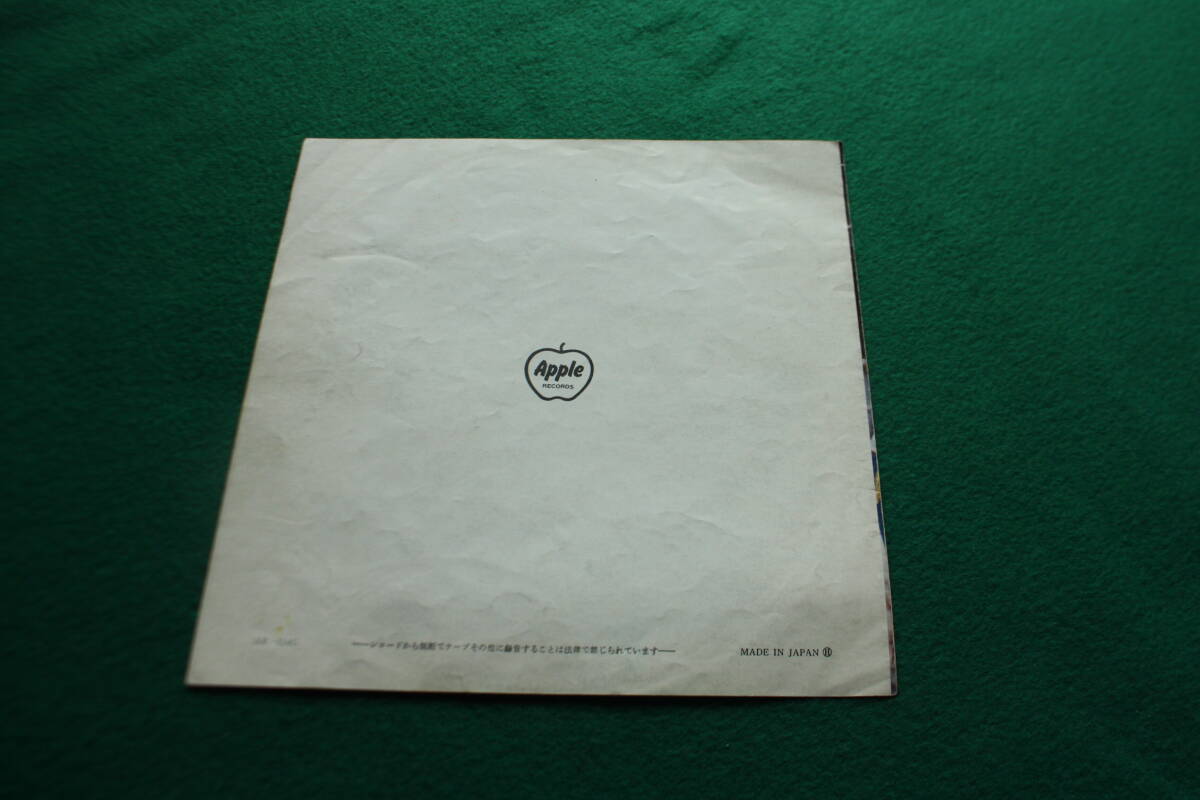 Apple
RECORDS
──レコードから無断でテープその他に録音することは法律で禁じられています──
MADE IN JAPAN Ⓗ